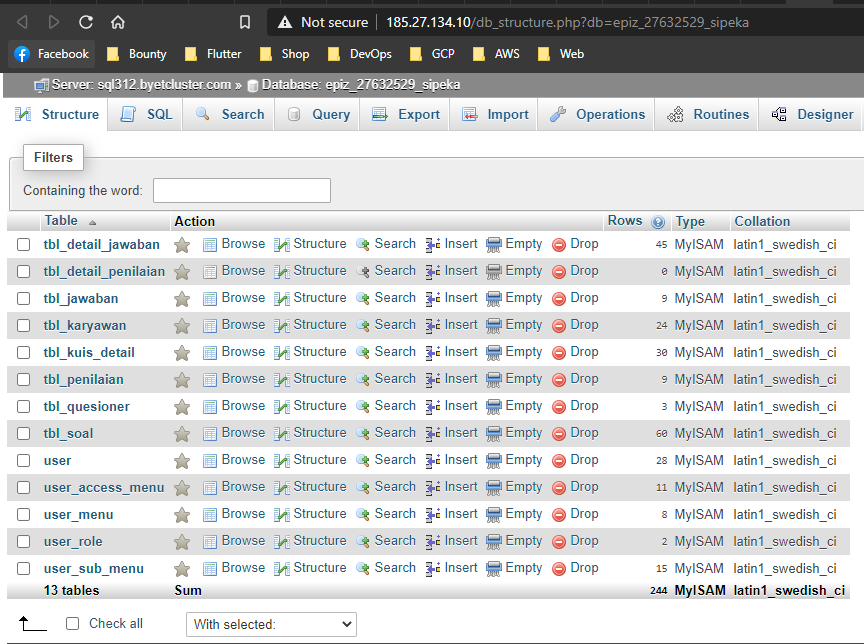 Not secure 185.27.134.10/db_structure.php?db=epiz_27632529_sipeka
Facebook Bounty Flutter Shop DevOps GCP AWS Web
Server: sql312.byetcluster.com » Database: epiz_27632529_sipeka
Structure SQL Search Query Export Import Operations Routines Designer
Filters
Containing the word:
Table Action Rows Type Collation
tbl_detail_jawaban Browse Structure Search Insert Empty Drop 45 MyISAM latin1_swedish_ci
tbl_detail_penilaian Browse Structure Search Insert Empty Drop 0 MyISAM latin1_swedish_ci
tbl_jawaban Browse Structure Search Insert Empty Drop 9 MyISAM latin1_swedish_ci
tbl_karyawan Browse Structure Search Insert Empty Drop 24 MyISAM latin1_swedish_ci
tbl_kuis_detail Browse Structure Search Insert Empty Drop 30 MyISAM latin1_swedish_ci
tbl_penilaian Browse Structure Search Insert Empty Drop 9 MyISAM latin1_swedish_ci
tbl_quesioner Browse Structure Search Insert Empty Drop 3 MyISAM latin1_swedish_ci
tbl_soal Browse Structure Search Insert Empty Drop 60 MyISAM latin1_swedish_ci
user Browse Structure Search Insert Empty Drop 28 MyISAM latin1_swedish_ci
user_access_menu Browse Structure Search Insert Empty Drop 11 MyISAM latin1_swedish_ci
user_menu Browse Structure Search Insert Empty Drop 8 MyISAM latin1_swedish_ci
user_role Browse Structure Search Insert Empty Drop 2 MyISAM latin1_swedish_ci
user_sub_menu Browse Structure Search Insert Empty Drop 15 MyISAM latin1_swedish_ci
13 tables Sum 244 MyISAM latin1_swedish_ci
Check all With selected: